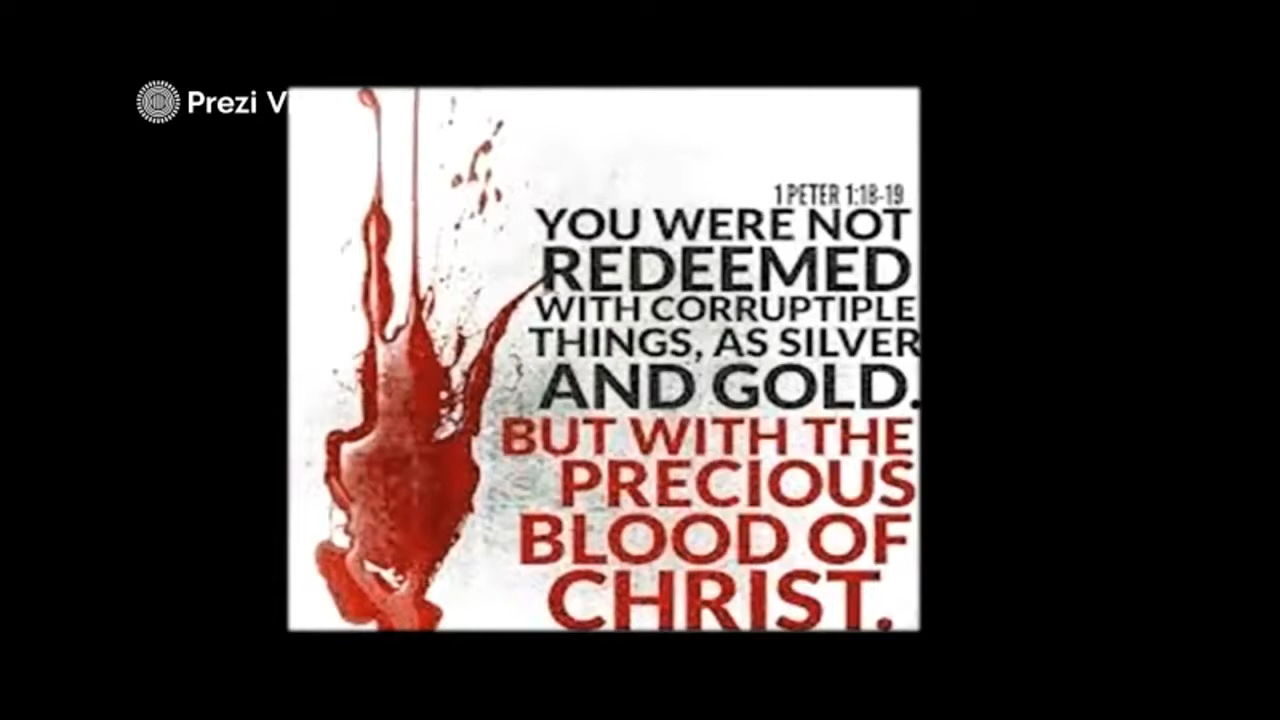 Prezi V
1 PETER 1:18-19
YOU WERE NOT
REDEEMED
WITH CORRUPTIPLE
THINGS, AS SILVER
AND GOLD.
BUT WITH THE
PRECIOUS
BLOOD OF
CHRIST.